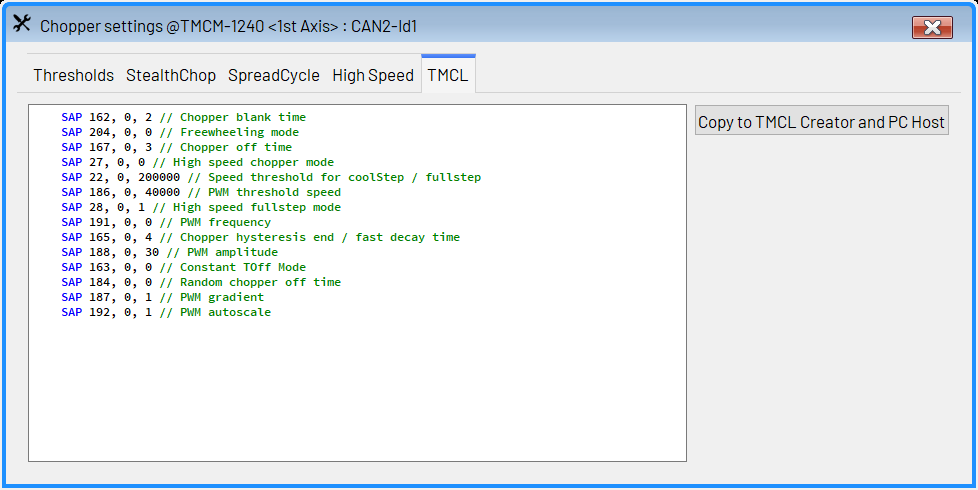 Chopper settings @TMCM-1240 <1st Axis> : CAN2-Id1
Thresholds StealthChop SpreadCycle High Speed TMCL
SAP 162, 0, 2 // Chopper blank time
SAP 204, 0, 0 // Freewheeling mode
SAP 167, 0, 3 // Chopper off time
SAP 27, 0, 0 // High speed chopper mode
SAP 22, 0, 200000 // Speed threshold for coolStep / fullstep
SAP 186, 0, 40000 // PWM threshold speed
SAP 28, 0, 1 // High speed fullstep mode
SAP 191, 0, 0 // PWM frequency
SAP 165, 0, 4 // Chopper hysteresis end / fast decay time
SAP 188, 0, 30 // PWM amplitude
SAP 163, 0, 0 // Constant TOff Mode
SAP 184, 0, 0 // Random chopper off time
SAP 187, 0, 1 // PWM gradient
SAP 192, 0, 1 // PWM autoscale
Copy to TMCL Creator and PC Host